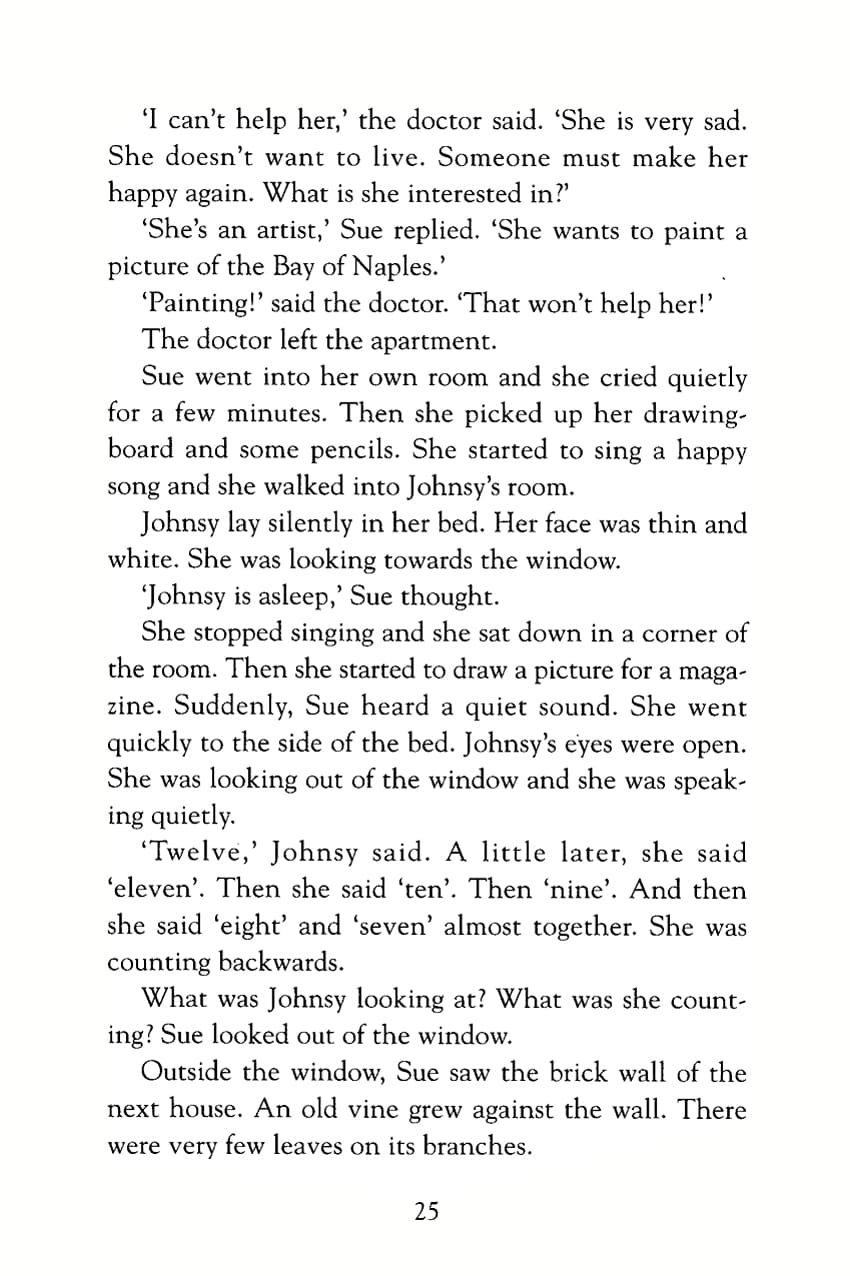 ‘I can’t help her,’ the doctor said. ‘She is very sad.
She doesn’t want to live. Someone must make her
happy again. What is she interested in?’
‘She’s an artist,’ Sue replied. ‘She wants to paint a
picture of the Bay of Naples.’
‘Painting!’ said the doctor. ‘That won’t help her!’
The doctor left the apartment.
Sue went into her own room and she cried quietly
for a few minutes. Then she picked up her drawing-
board and some pencils. She started to sing a happy
song and she walked into Johnsy’s room.
Johnsy lay silently in her bed. Her face was thin and
white. She was looking towards the window.
‘Johnsy is asleep,’ Sue thought.
She stopped singing and she sat down in a corner of
the room. Then she started to draw a picture for a maga-
zine. Suddenly, Sue heard a quiet sound. She went
quickly to the side of the bed. Johnsy’s eyes were open.
She was looking out of the window and she was speak-
ing quietly.
‘Twelve,’ Johnsy said. A little later, she said
‘eleven’. Then she said ‘ten’. Then ‘nine’. And then
she said ‘eight’ and ‘seven’ almost together. She was
counting backwards.
What was Johnsy looking at? What was she count-
ing? Sue looked out of the window.
Outside the window, Sue saw the brick wall of the
next house. An old vine grew against the wall. There
were very few leaves on its branches.
25